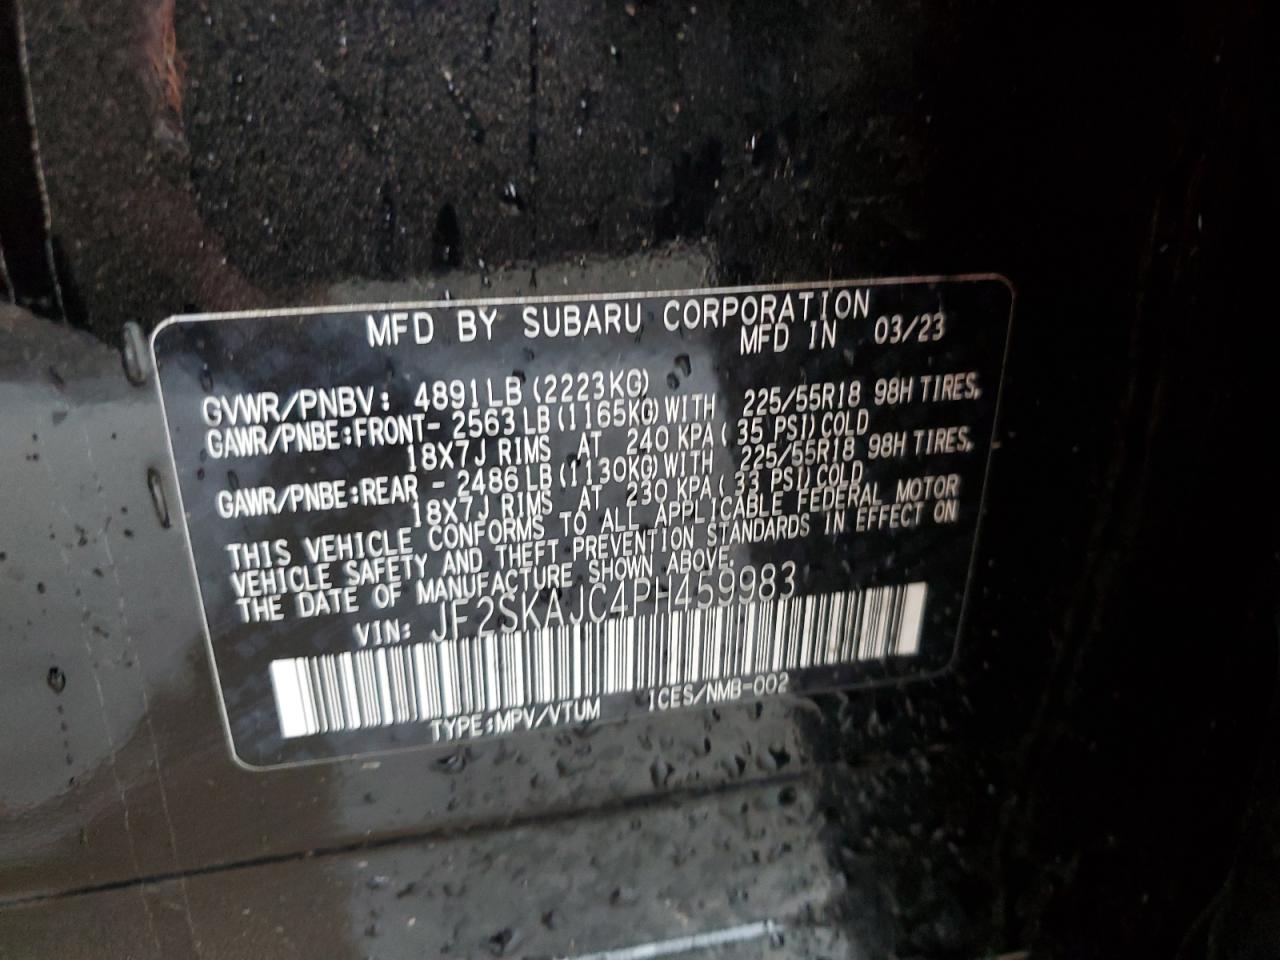 MFD BY SUBARU CORPORATION
MFD IN 03/23
GVWR/PNBV: 4891LB (2223KG)
GAWR/PNBE:FRONT- 2563LB (1165KG) WITH 225/55R18 98H TIRES,
18X7J RIMS AT 240 KPA ( 35 PSI) COLD
GAWR/PNBE:REAR - 2486LB (1130KG) WITH 225/55R18 98H TIRES,
18X7J RIMS AT 230 KPA ( 33 PSI) COLD
THIS VEHICLE CONFORMS TO ALL APPLICABLE FEDERAL MOTOR
VEHICLE SAFETY AND THEFT PREVENTION STANDARDS IN EFFECT ON
THE DATE OF MANUFACTURE SHOWN ABOVE.
VIN: JF2SKAJC4PH459983
TYPE:MPV/VTUM ICES/NMB-002